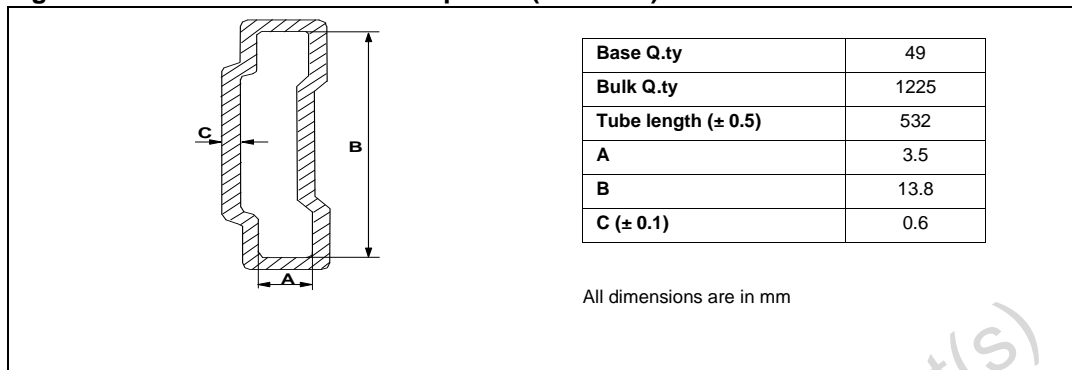 C
B
A
Base Q.ty 49
Bulk Q.ty 1225
Tube length (± 0.5) 532
A 3.5
B 13.8
C (± 0.1) 0.6
All dimensions are in mm
t(s)